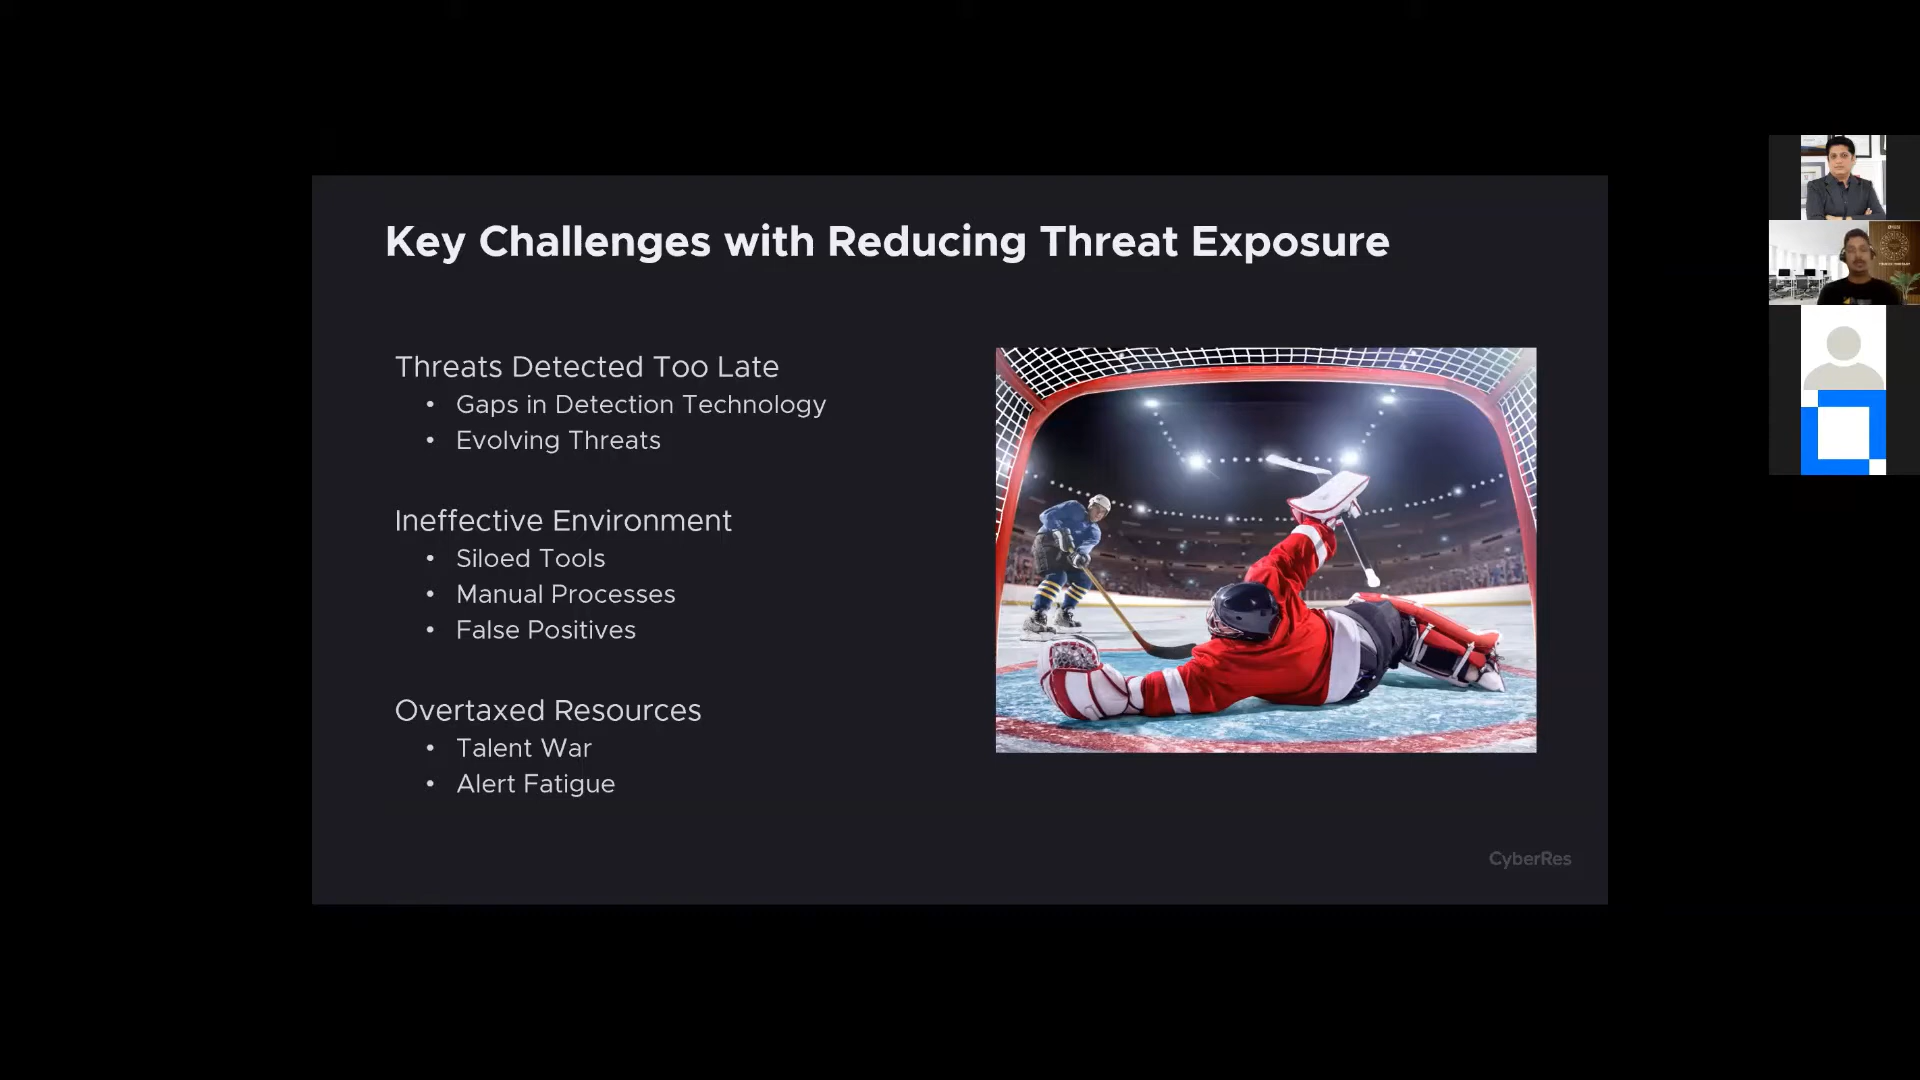 Key Challenges with Reducing Threat Exposure
Threats Detected Too Late
• Gaps in Detection Technology
• Evolving Threats
Ineffective Environment
• Siloed Tools
• Manual Processes
• False Positives
Overtaxed Resources
• Talent War
• Alert Fatigue
CyberRes